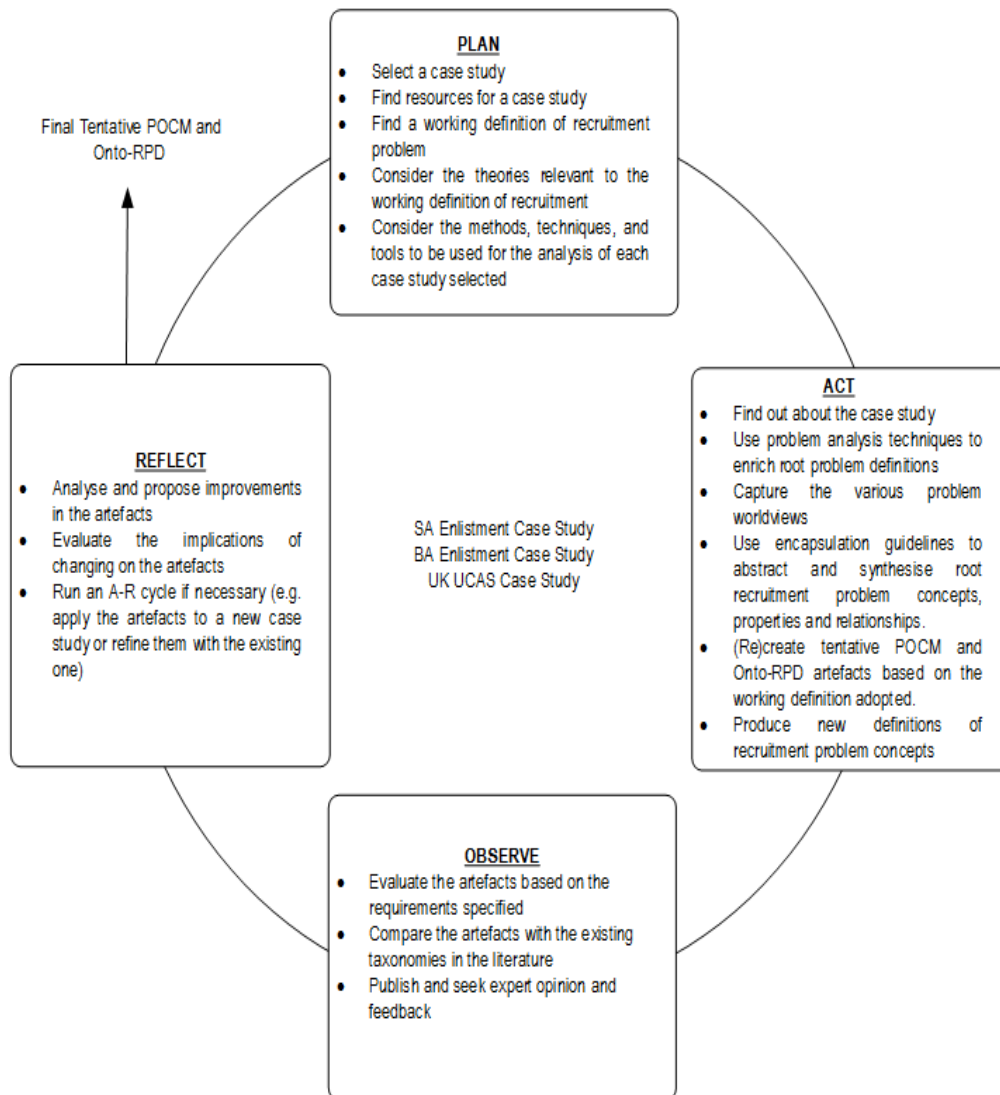 PLAN
• Select a case study
• Find resources for a case study
• Find a working definition of recruitment
problem
• Consider the theories relevant to the
working definition of recruitment
• Consider the methods, techniques, and
tools to be used for the analysis of each
case study selected
Final Tentative POCM and
Onto-RPD
ACT
• Find out about the case study
• Use problem analysis techniques to
enrich root problem definitions
• Capture the various problem
worldviews
• Use encapsulation guidelines to
abstract and synthesise root
recruitment problem concepts,
properties and relationships.
• (Re)create tentative POCM and
Onto-RPD artefacts based on the
working definition adopted.
• Produce new definitions of
recruitment problem concepts
SA Enlistment Case Study
BA Enlistment Case Study
UK UCAS Case Study
OBSERVE
• Evaluate the artefacts based on the
requirements specified
• Compare the artefacts with the existing
taxonomies in the literature
• Publish and seek expert opinion and
feedback
REFLECT
• Analyse and propose improvements
in the artefacts
• Evaluate the implications of
changing on the artefacts
• Run an A-R cycle if necessary (e.g.
apply the artefacts to a new case
study or refine them with the existing
one)